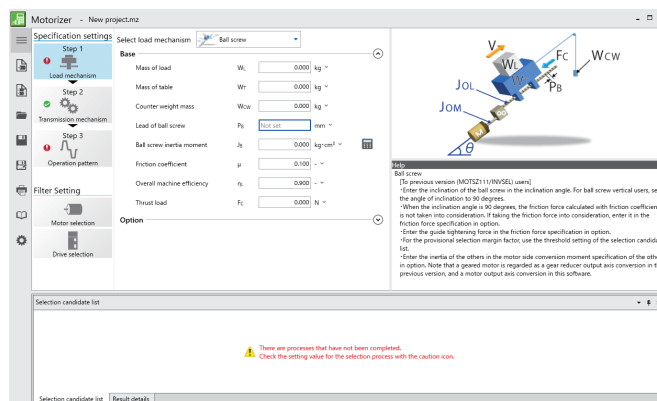 Motorizer - New project.mz
Specification settings
Step 1
Load mechanism
Step 2
Transmission mechanism
Step 3
Operation pattern
Filter Setting
Motor selection
Drive selection
Select load mechanism Ball screw
Base
Mass of load WL 0.000 kg
Mass of table WT 0.000 kg
Counter weight mass WCW 0.000 kg
Lead of ball screw PB Not set mm
Ball screw inertia moment JB 0.000 kg·cm²
Friction coefficient μ 0.100 -
Overall machine efficiency ηL 0.900 -
Thrust load FC 0.000 N
Option
V
WL
FC
WCW
PB
JOL
JOM
θ
Help
Ball screw
[To previous version (MOTSZ111/INVSEL) users]
·Enter the inclination of the ball screw in the inclination angle. For ball screw vertical users, se
the angle of inclination to 90 degrees.
·When the inclination angle is 90 degrees, the friction force calculated with friction coefficien
is not taken into consideration. If taking the friction force into consideration, enter it in the
friction force specification in option.
·Enter the guide tightening force in the friction force specification in option.
·For the provisional selection margin factor, use the threshold setting of the selection candida
list.
·Enter the inertia of the others in the motor side conversion moment specification of the othe
in option. Note that a geared motor is regarded as a gear reducer output axis conversion in t
previous version, and a motor output axis conversion in this software.
Selection candidate list
There are processes that have not been completed.
Check the setting value for the selection process with the caution icon.
Selection candidate list Result details